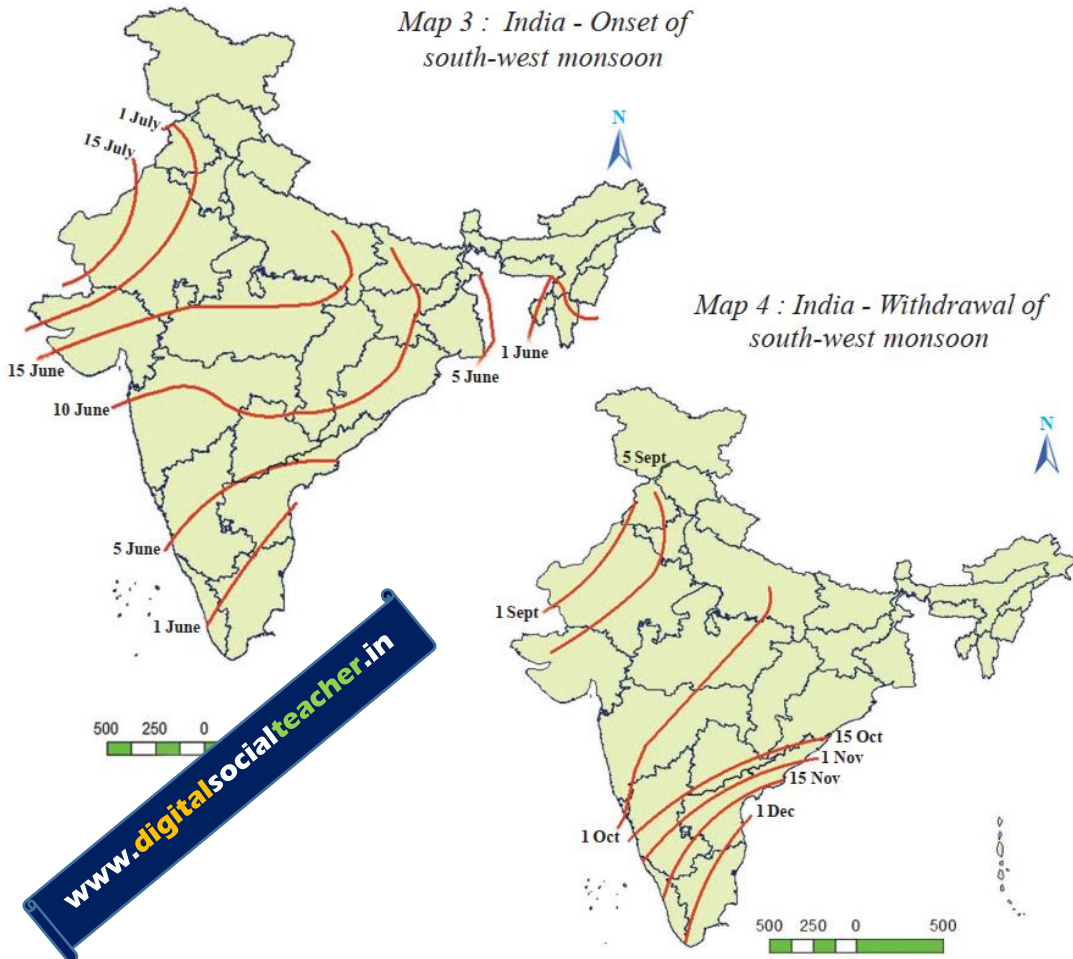 Map 3 : India - Onset of
south-west monsoon
1 July
15 July
N
15 June
10 June
5 June
1 June
5 June
1 June
500 250 0
www.digitalsocialteacher.in
Map 4 : India - Withdrawal of
south-west monsoon
N
5 Sept
1 Sept
15 Oct
1 Nov
15 Nov
1 Dec
1 Oct
500 250 0 500